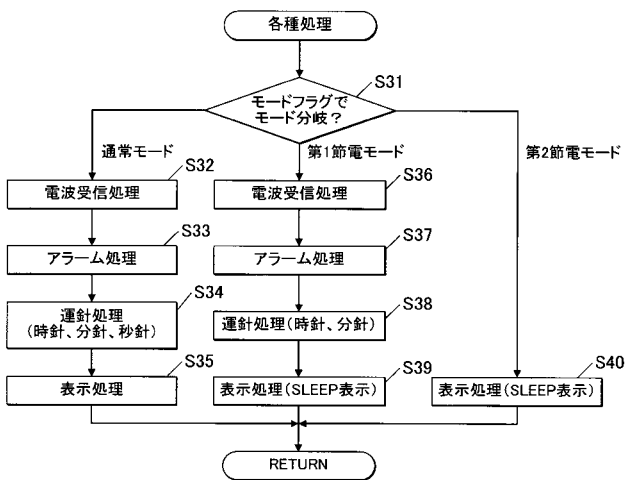 各種処理
S31
モードフラグで
モード分岐？
通常モード
第1節電モード
第2節電モード
S32
電波受信処理
S36
電波受信処理
S33
アラーム処理
S37
アラーム処理
S34
運針処理
(時針、分針、秒針)
S38
運針処理(時針、分針)
S35
表示処理
S39
表示処理(SLEEP表示)
S40
表示処理(SLEEP表示)
RETURN